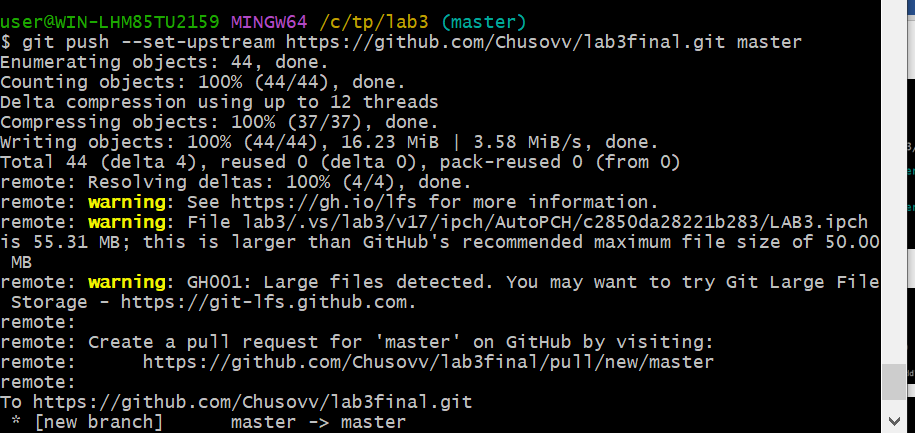 user@WIN-LHM85TU2159 MINGW64 /c/tp/lab3 (master)
$ git push --set-upstream https://github.com/Chusovv/lab3final.git master
Enumerating objects: 44, done.
Counting objects: 100% (44/44), done.
Delta compression using up to 12 threads
Compressing objects: 100% (37/37), done.
Writing objects: 100% (44/44), 16.23 MiB | 3.58 MiB/s, done.
Total 44 (delta 4), reused 0 (delta 0), pack-reused 0 (from 0)
remote: Resolving deltas: 100% (4/4), done.
remote: warning: See https://gh.io/lfs for more information.
remote: warning: File lab3/.vs/lab3/v17/ipch/AutoPCH/c2850da28221b283/LAB3.ipch
is 55.31 MB; this is larger than GitHub's recommended maximum file size of 50.00
MB
remote: warning: GH001: Large files detected. You may want to try Git Large File
Storage - https://git-lfs.github.com.
remote:
remote: Create a pull request for 'master' on GitHub by visiting:
remote:      https://github.com/Chusovv/lab3final/pull/new/master
remote:
To https://github.com/Chusovv/lab3final.git
 * [new branch]      master -> master